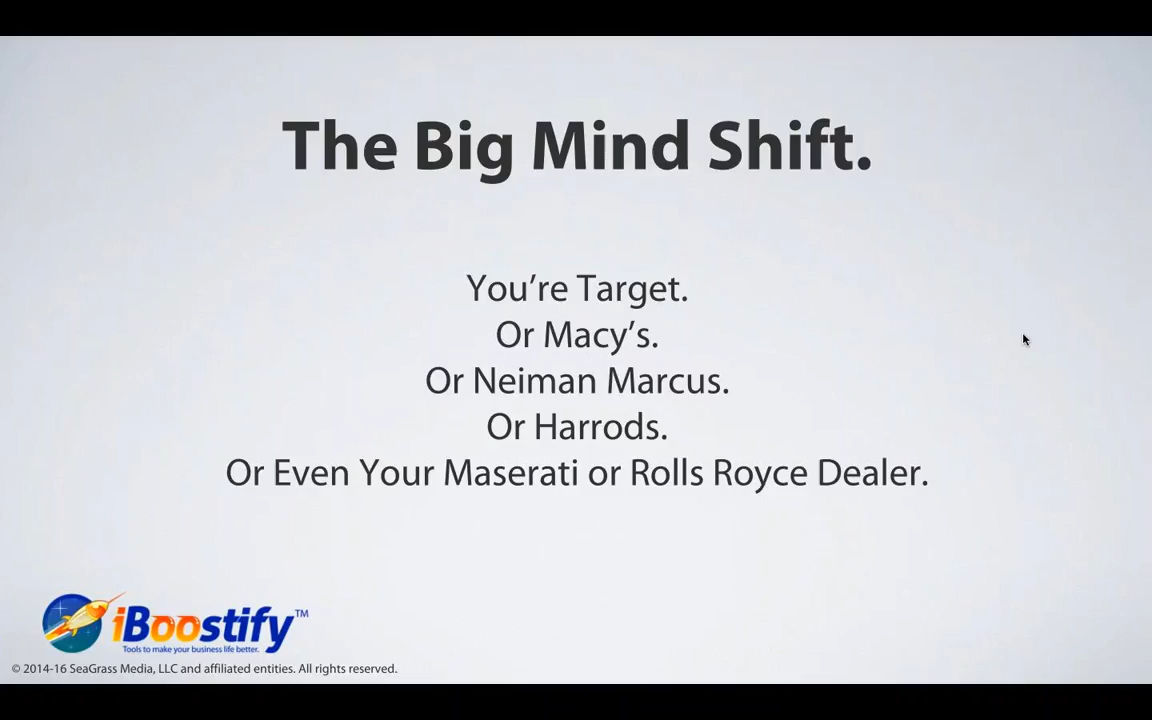 The Big Mind Shift.
You’re Target.
Or Macy’s.
Or Neiman Marcus.
Or Harrods.
Or Even Your Maserati or Rolls Royce Dealer.
iBoostify™
Tools to make your business life better.
© 2014-16 SeaGrass Media, LLC and affiliated entities. All rights reserved.